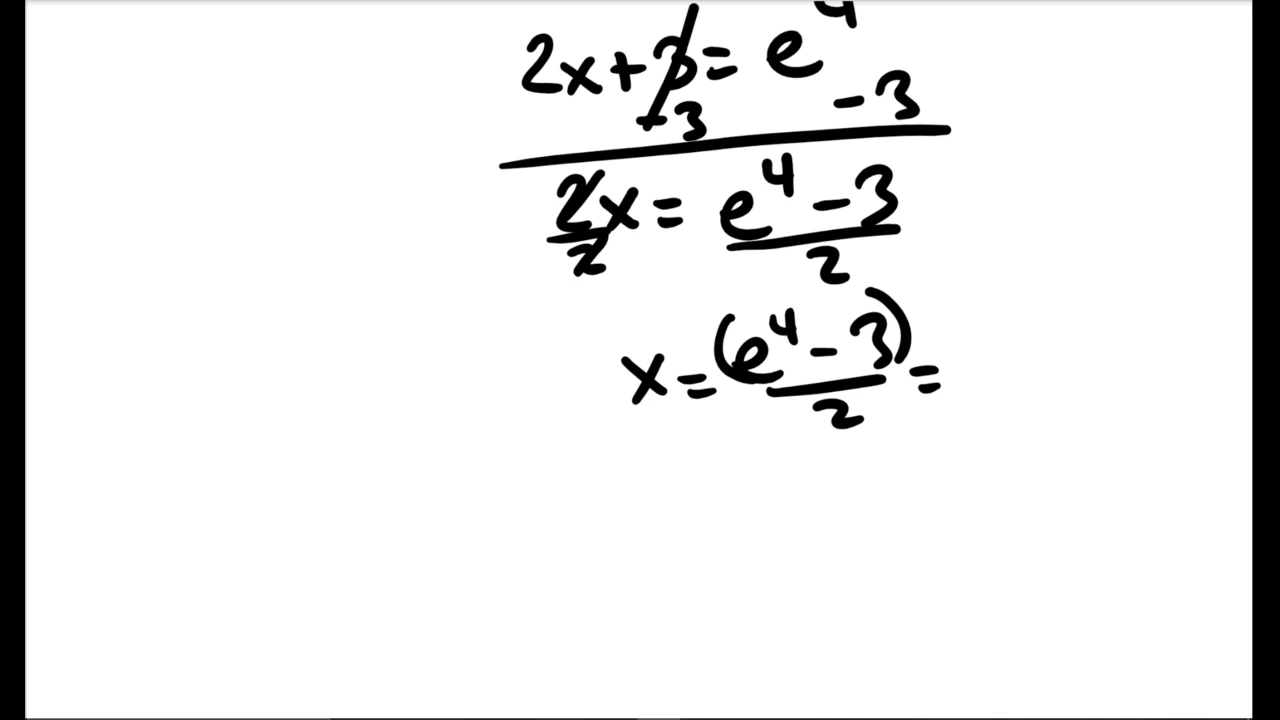 2x + 3 = e^4
- 3 - 3
2x = e^4 - 3
2 2
x = (e^4 - 3) =
2